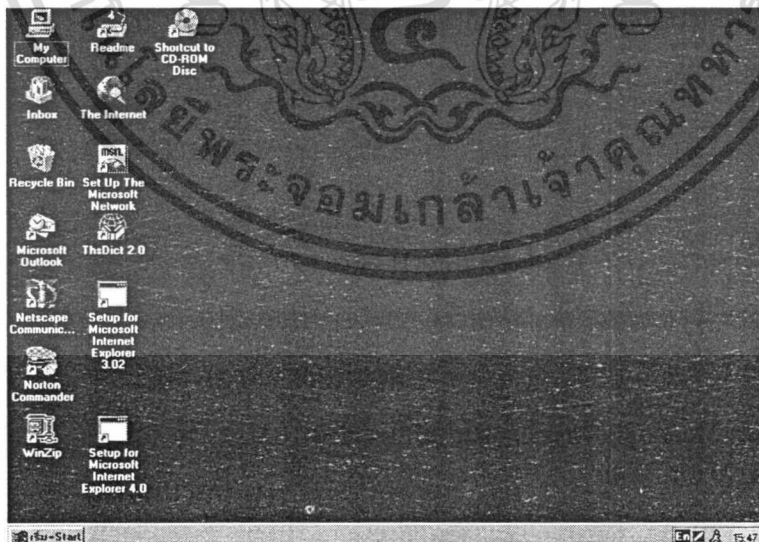 My
Computer
Readme
Shortcut to
CD-ROM
Disc
Inbox
The Internet
Recycle Bin
Set Up The
Microsoft
Network
Microsoft
Outlook
ThsDict 2.0
Netscape
Communic...
Setup for
Microsoft
Internet
Explorer
3.02
Norton
Commander
WinZip
Setup for
Microsoft
Internet
Explorer 4.0
พระจอมเกล้าเจ้าคุณทหาร
เริ่ม-Start
En
15:47